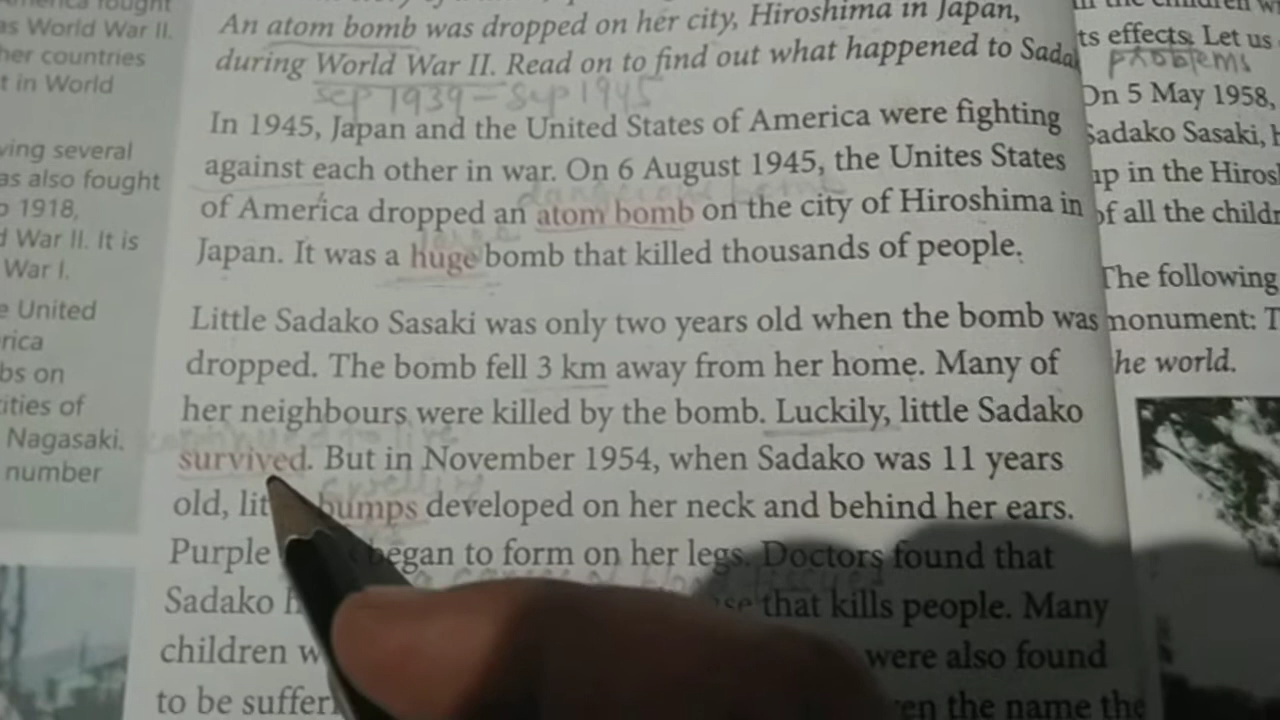 as World War II.
her countries
t in World
ving several
as also fought
o 1918,
d War II. It is
War I.
e United
rica
bs on
ities of
Nagasaki.
number
An atom bomb was dropped on her city, Hiroshima in Japan,
during World War II. Read on to find out what happened to Sada
sep 1939 – Sep 1945
In 1945, Japan and the United States of America were fighting
against each other in war. On 6 August 1945, the Unites States
of America dropped an atom bomb on the city of Hiroshima in
Japan. It was a huge bomb that killed thousands of people.
Little Sadako Sasaki was only two years old when the bomb was
dropped. The bomb fell 3 km away from her home. Many of
her neighbours were killed by the bomb. Luckily, little Sadako
survived. But in November 1954, when Sadako was 11 years
old, lit bumps developed on her neck and behind her ears.
Purple began to form on her legs. Doctors found that
Sadako that kills people. Many
children were also found
to be suffer the name the
ts effects. Let us
problems
On 5 May 1958,
Sadako Sasaki,
up in the Hiros
of all the childr
The following
monument: T
he world.